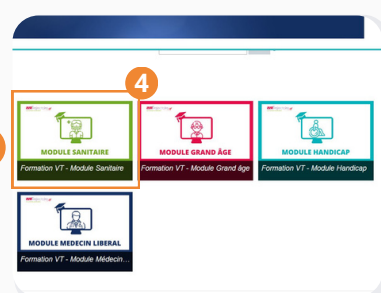 4
MODULE SANITAIRE
Formation VT - Module Sanitaire
MODULE GRAND ÂGE
Formation VT - Module Grand âge
MODULE HANDICAP
Formation VT - Module Handicap
MODULE MEDECIN LIBERAL
Formation VT - Module Médecin...